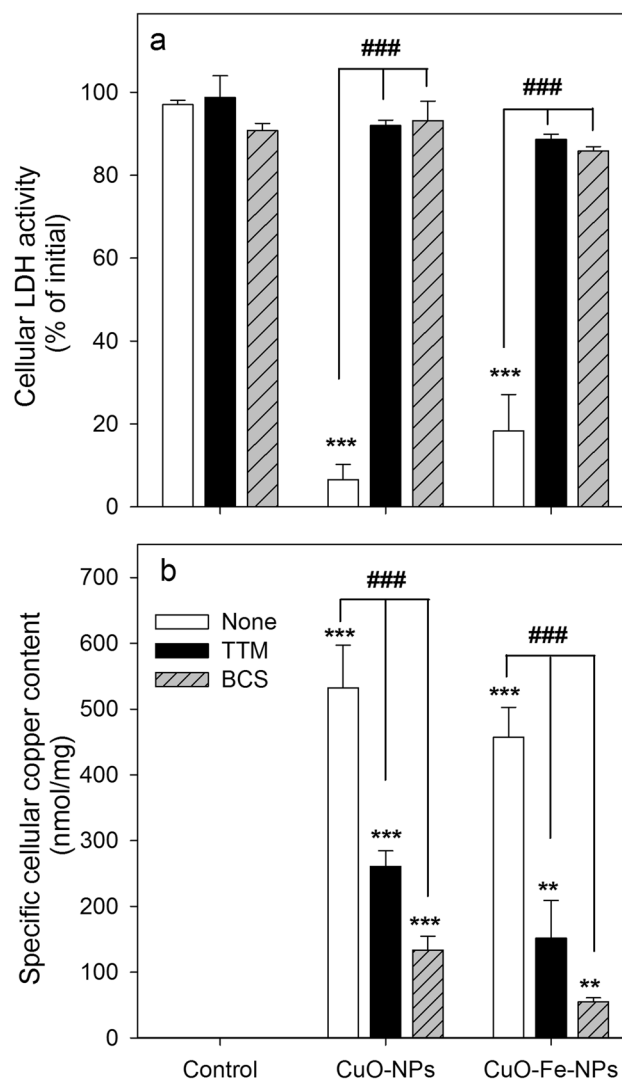 a
###
###
100
80
60
40
20
0
***
***
Cellular LDH activity
(% of initial)
b
###
###
700
600
500
400
300
200
100
0
None
TTM
BCS
***
***
***
***
**
**
Specific cellular copper content
(nmol/mg)
Control
CuO-NPs
CuO-Fe-NPs